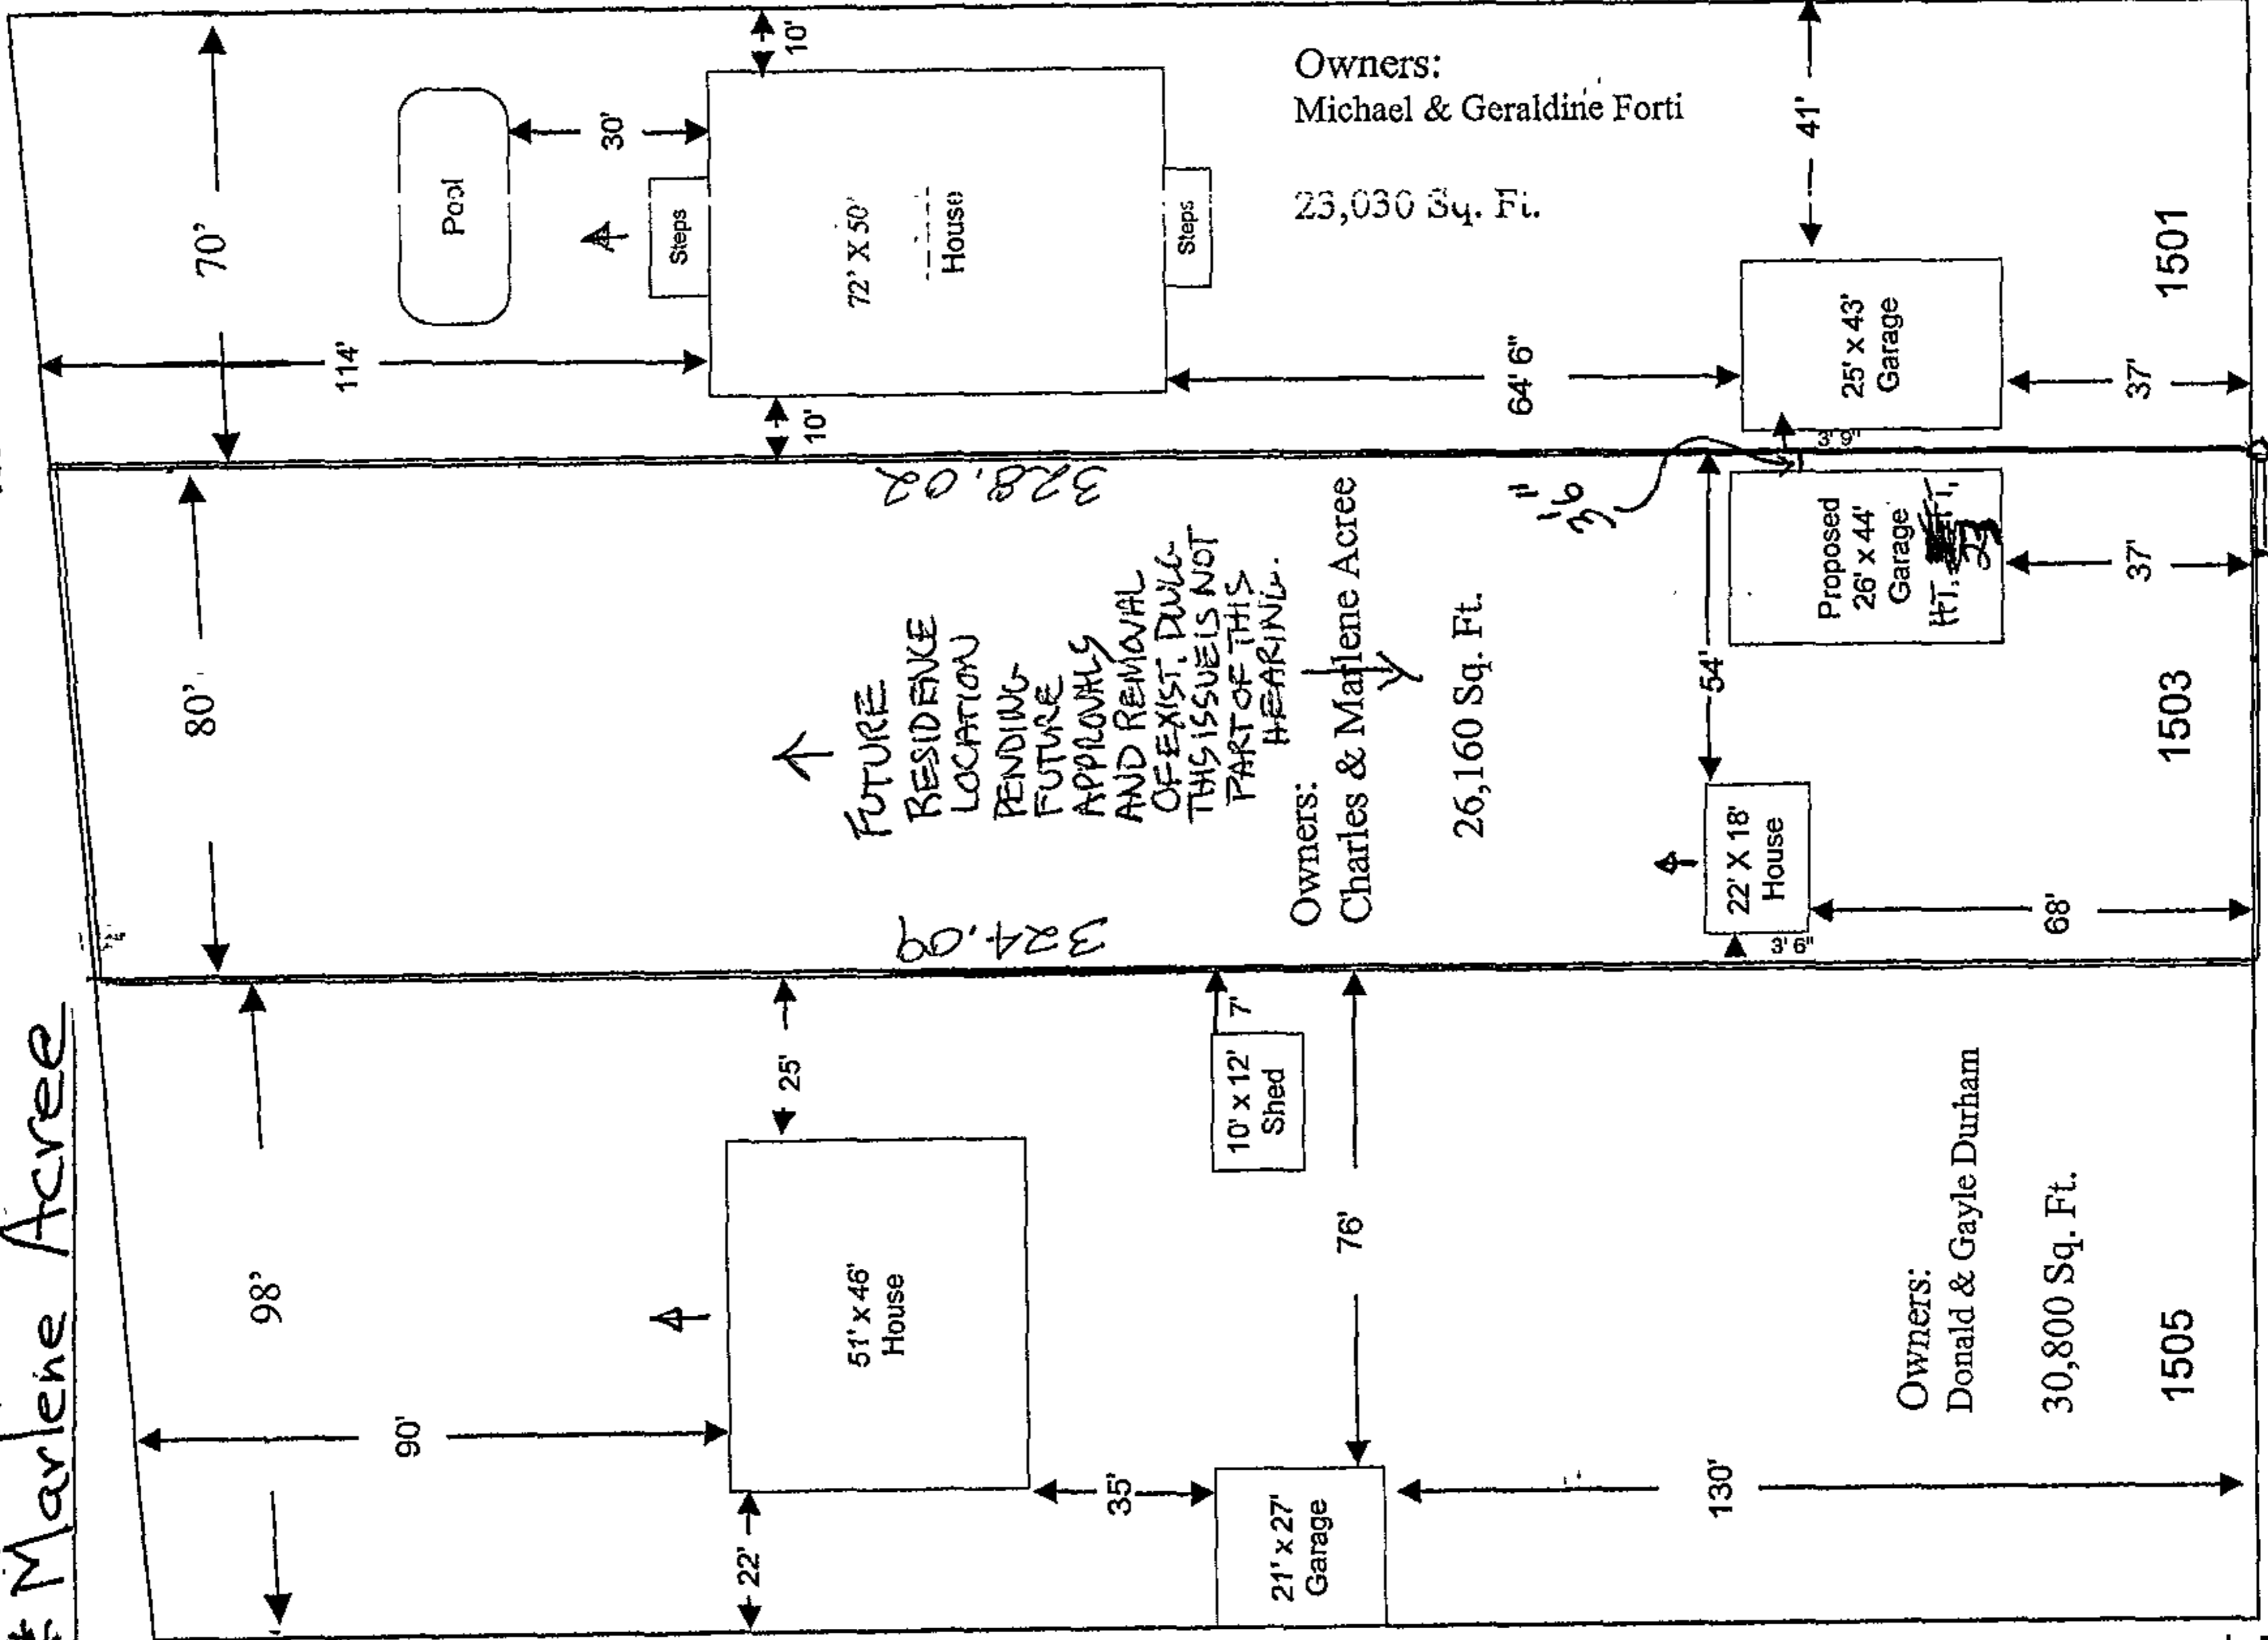 & Marlene Acree
98'
90'
25'
51' x 46'
House
22'
35'
10' x 12'
Shed
7'
76'
21' x 27'
Garage
130'
Owners:
Donald & Gayle Durham
30,800 Sq. Ft.
1505
80'
324.09
328.02
FUTURE
RESIDENCE
LOCATION
PENDING
FUTURE
APPROVALS
AND REMOVAL
OF EXIST. DWLG.
THIS ISSUE IS NOT
PART OF THIS
HEARING.
Owners:
Charles & Marlene Acree
26,160 Sq. Ft.
54'
22' X 18'
House
3' 6"
68'
3'6"
Proposed
26' x 44'
Garage
HT.
23
37'
1503
70'
114'
Pool
30'
Steps
10'
72' X 50'
House
10'
Steps
Owners:
Michael & Geraldine Forti
23,030 Sq. Ft.
64' 6"
41'
25' x 43'
Garage
3' 9"
37'
1501